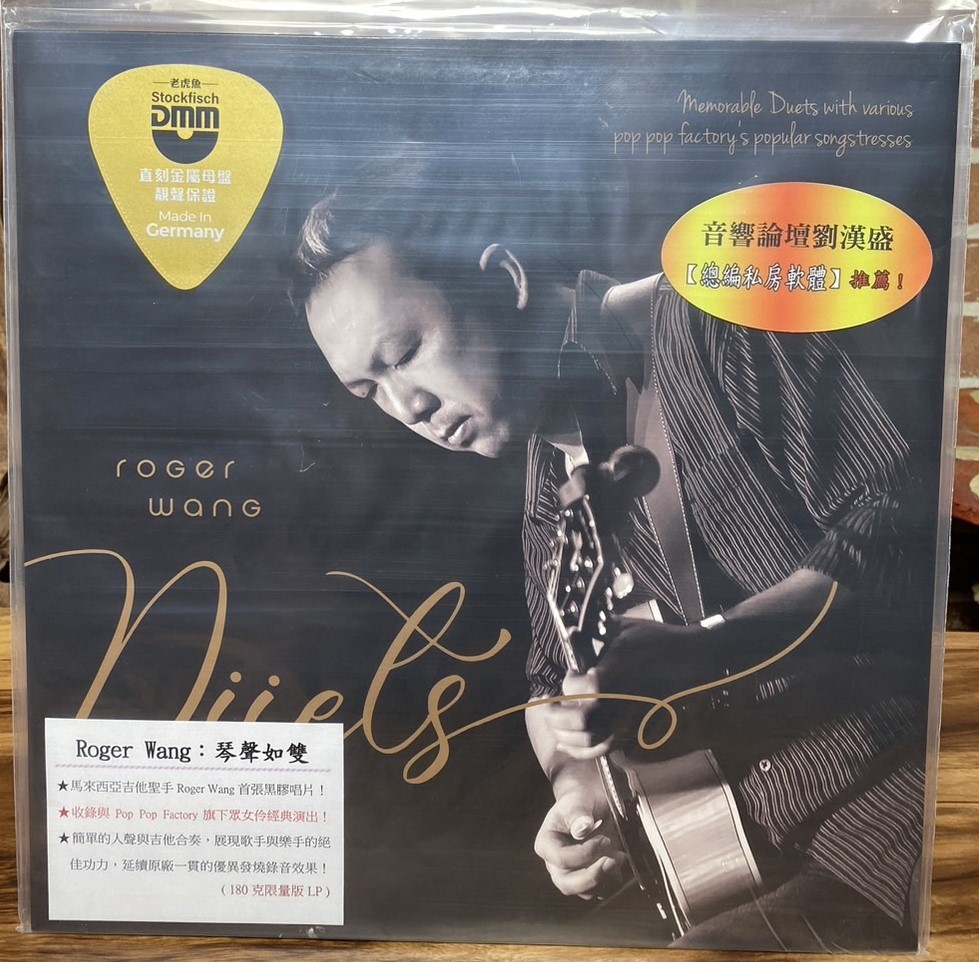 老虎魚
Stockfisch
DMM
直刻金屬母盤
靚聲保證
Made In
Germany
Memorable Duets with various
pop pop factory's popular songstresses
音響論壇劉漢盛
【總編私房軟體】推薦！
roger
wang
Duets
Roger Wang：琴聲如雙
★馬來西亞吉他聖手 Roger Wang 首張黑膠唱片！
★收錄與 Pop Pop Factory 旗下眾女伶經典演出！
★簡單的人聲與吉他合奏，展現歌手與樂手的絕
佳功力，延續原廠一貫的優異發燒錄音效果！
（180 克限量版 LP）